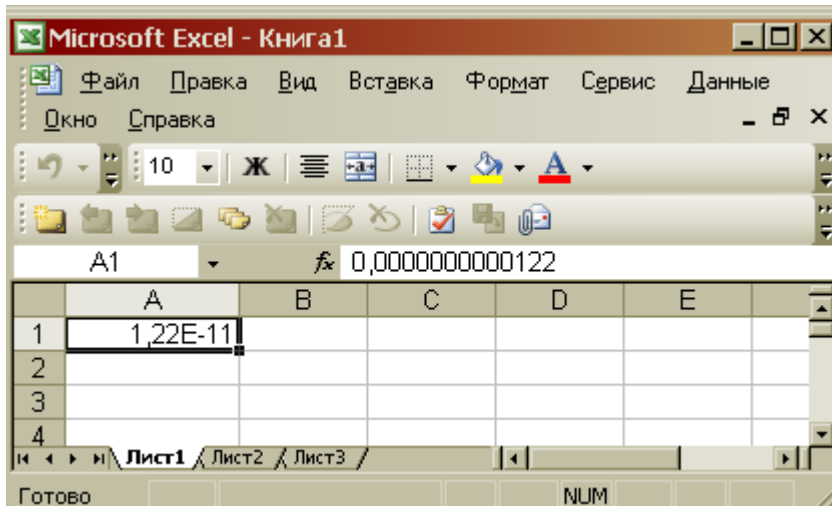 Microsoft Excel - Книга1
Файл Правка Вид Вставка Формат Сервис Данные
Окно Справка
10 Ж A
A1 fx 0,0000000000122
A B C D E
1 1,22E-11
2
3
4
Лист1 Лист2 Лист3
Готово NUM